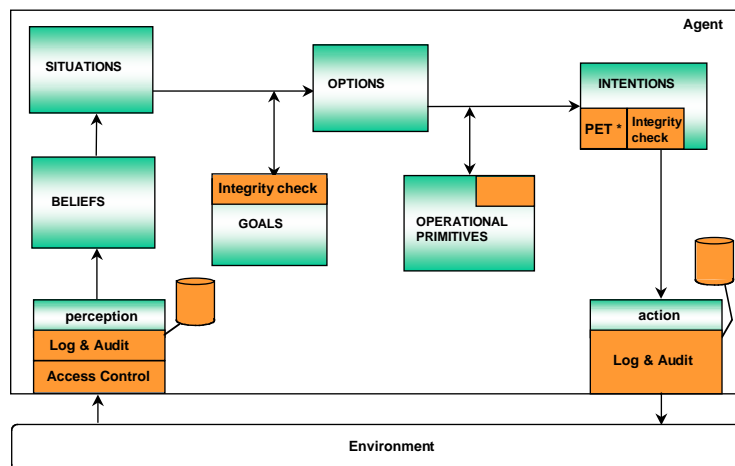 Agent
SITUATIONS
OPTIONS
INTENTIONS
PET *
Integrity
check
BELIEFS
Integrity check
GOALS
OPERATIONAL
PRIMITIVES
perception
Log & Audit
Access Control
action
Log & Audit
Environment